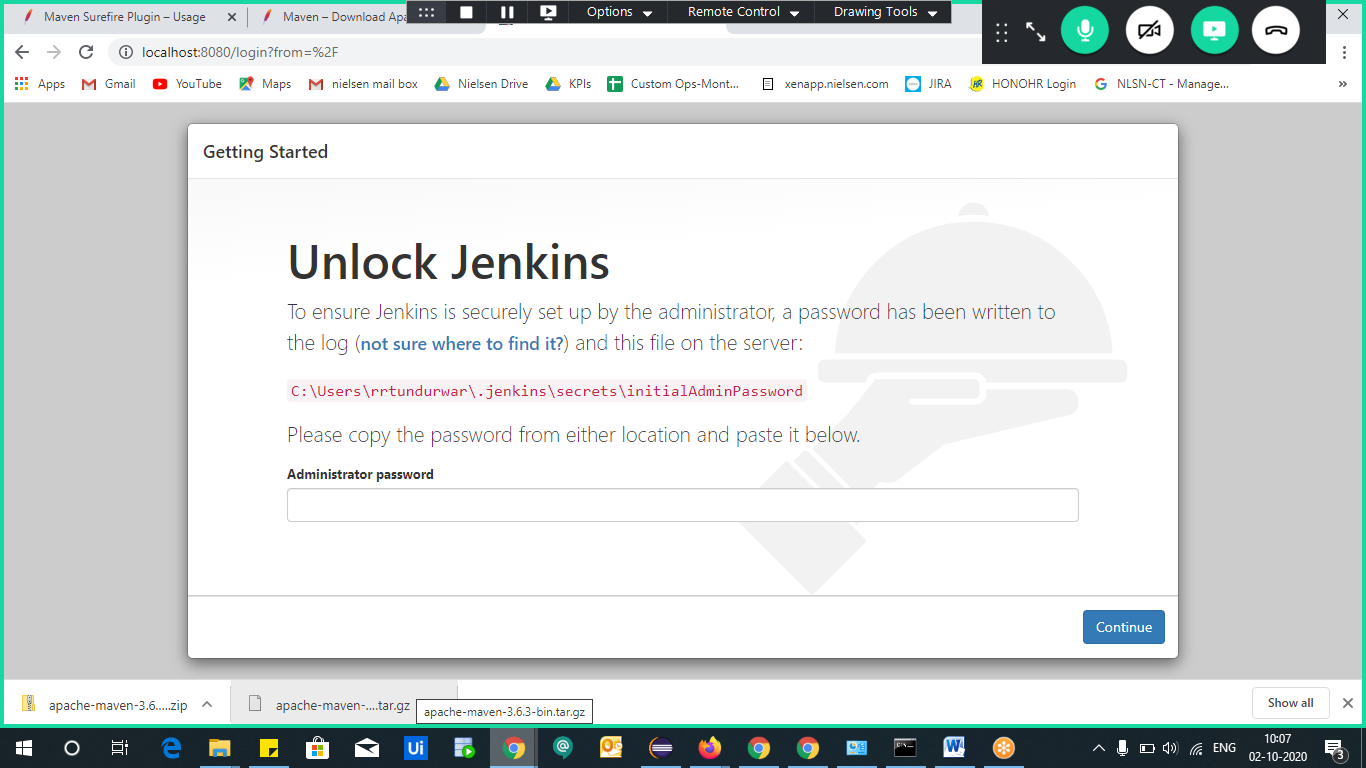 Maven Surefire Plugin – Usage
Maven – Download Apa
Options
Remote Control
Drawing Tools
localhost:8080/login?from=%2F
Apps
Gmail
YouTube
Maps
nielsen mail box
Nielsen Drive
KPIs
Custom Ops-Mont...
xenapp.nielsen.com
JIRA
HONOHR Login
NLSN-CT - Manage...
»
Getting Started
Unlock Jenkins
To ensure Jenkins is securely set up by the administrator, a password has been written to
the log (not sure where to find it?) and this file on the server:
C:\Users\rrtundurwar\.jenkins\secrets\initialAdminPassword
Please copy the password from either location and paste it below.
Administrator password
Continue
apache-maven-3.6.....zip
apache-maven-....tar.gz
apache-maven-3.6.3-bin.tar.gz
Show all
Ui
ENG
10:07
02-10-2020
3